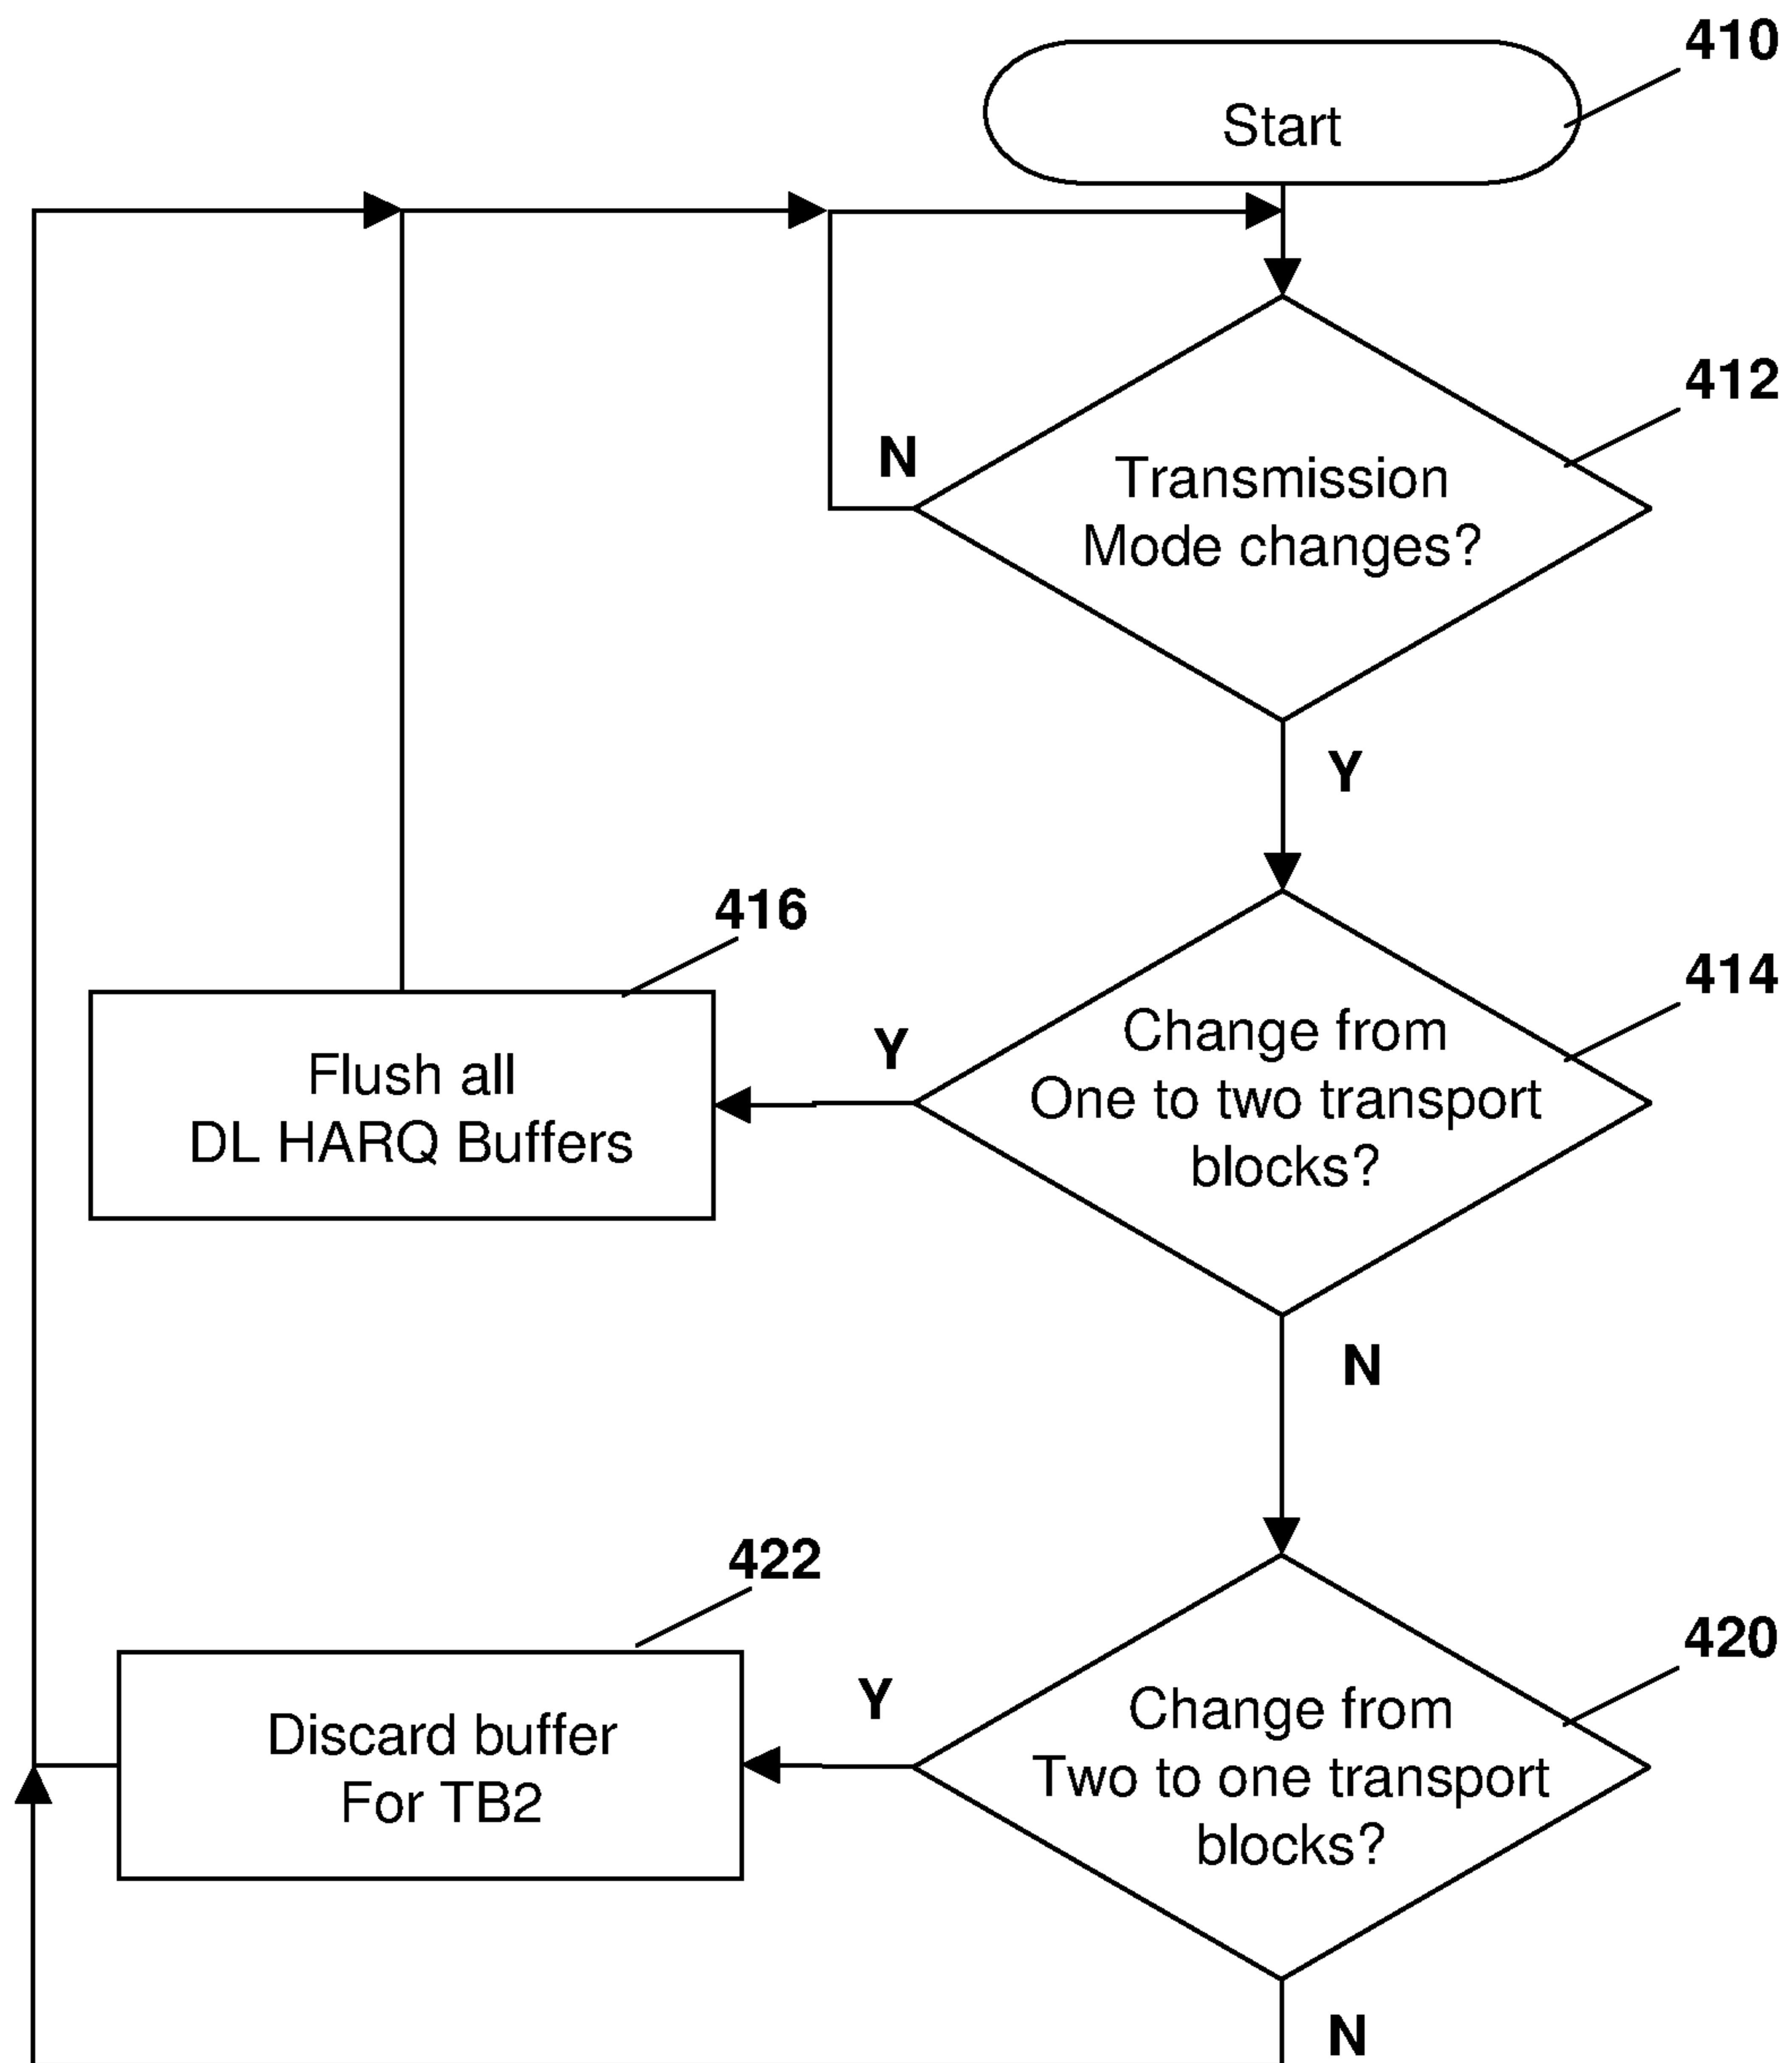 410
Start
412
N
Transmission
Mode changes?
Y
416
414
Flush all
DL HARQ Buffers
Y
Change from
One to two transport
blocks?
N
422
420
Discard buffer
For TB2
Y
Change from
Two to one transport
blocks?
N